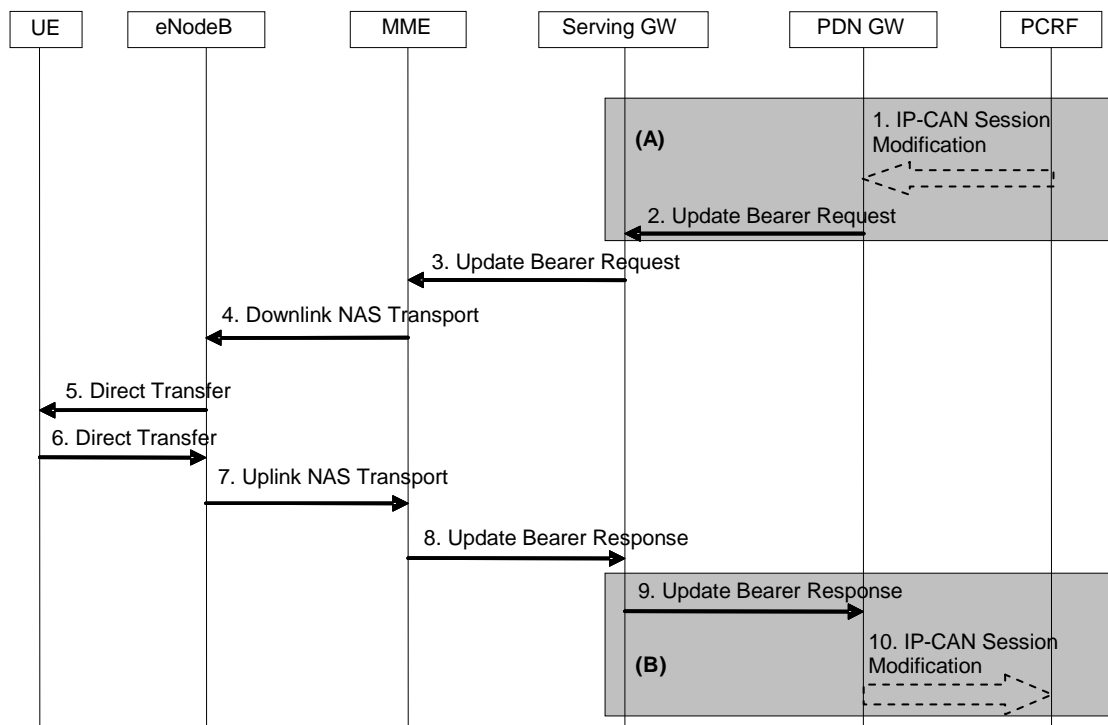 UE
eNodeB
MME
Serving GW
PDN GW
PCRF
(A)
1. IP-CAN Session
Modification
2. Update Bearer Request
3. Update Bearer Request
4. Downlink NAS Transport
5. Direct Transfer
6. Direct Transfer
7. Uplink NAS Transport
8. Update Bearer Response
9. Update Bearer Response
(B)
10. IP-CAN Session
Modification